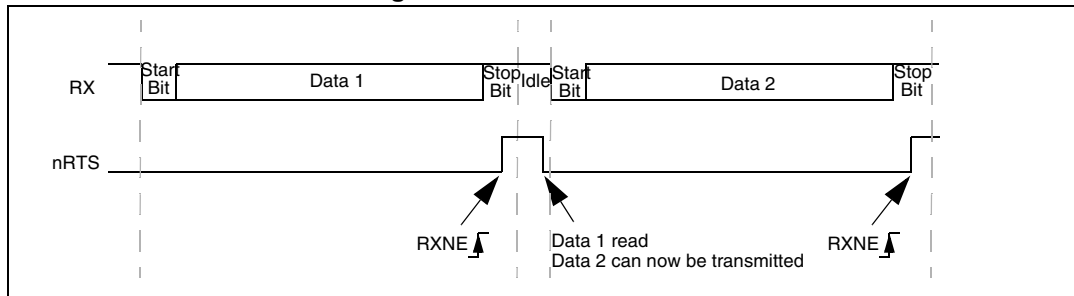 RX
Start Bit
Data 1
Stop Bit
Idle
Start Bit
Data 2
Stop Bit
nRTS
RXNE
Data 1 read
Data 2 can now be transmitted
RXNE